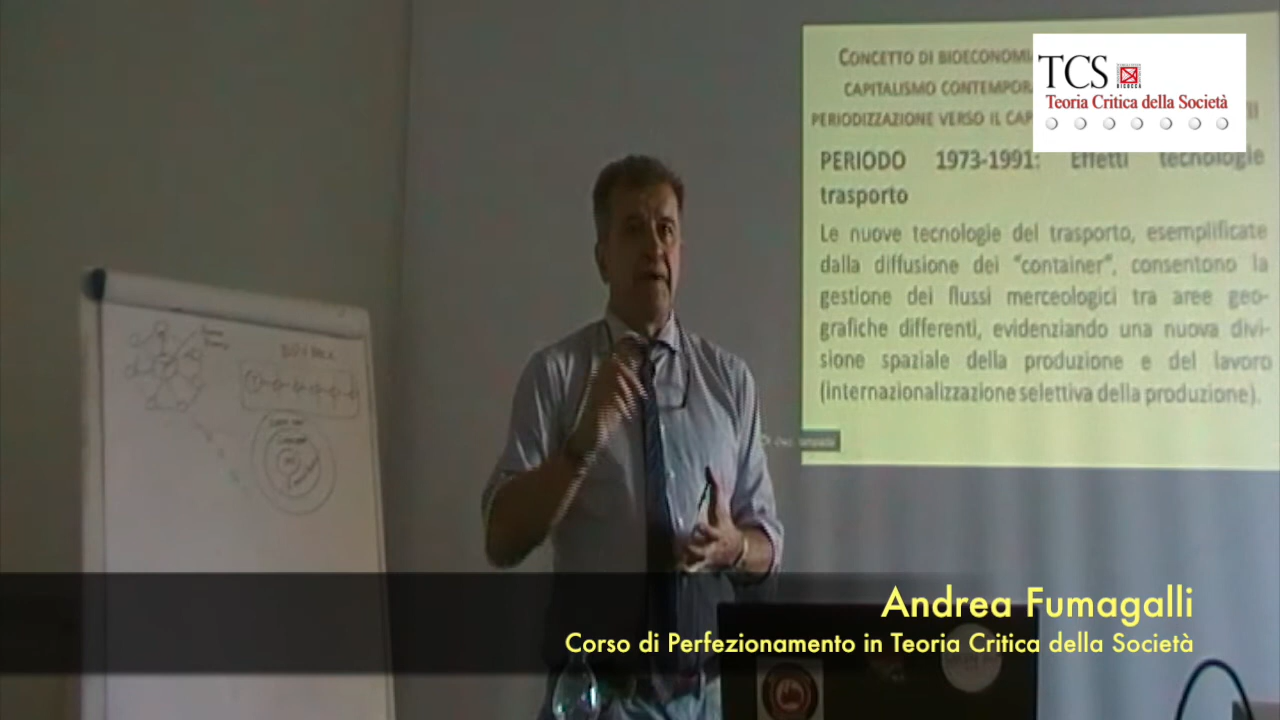 CONCETTO DI BIOECONOMIA
CAPITALISMO CONTEMPOR
PERIODIZZAZIONE VERSO IL CAP
TCS
BICOCCA
Teoria Critica della Società
PERIODO 1973-1991: Effetti tecnologie
trasporto
Le nuove tecnologie del trasporto, esemplificate
dalla diffusione dei “container”, consentono la
gestione dei flussi merceologici tra aree geo-
grafiche differenti, evidenziando una nuova divi-
sione spaziale della produzione e del lavoro
(internazionalizzazione selettiva della produzione).
Andrea Fumagalli
Corso di Perfezionamento in Teoria Critica della Società